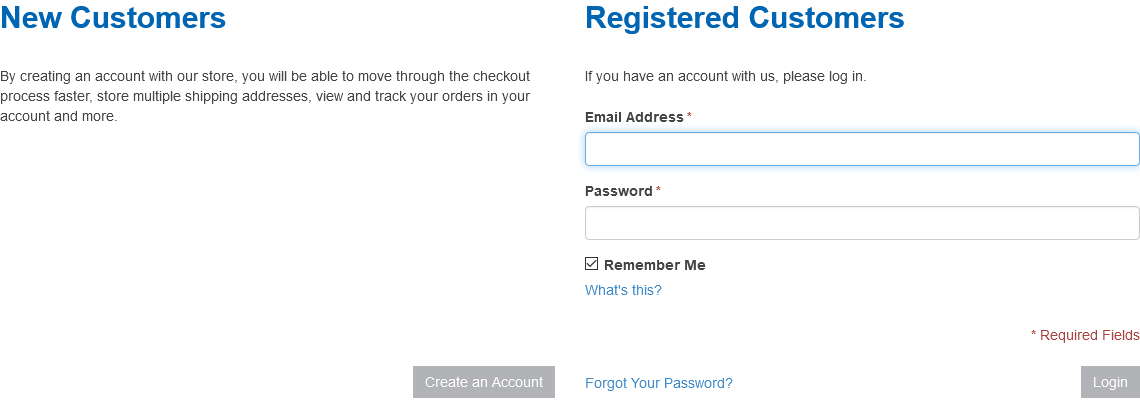 New Customers
By creating an account with our store, you will be able to move through the checkout
process faster, store multiple shipping addresses, view and track your orders in your
account and more.
Create an Account
Registered Customers
If you have an account with us, please log in.
Email Address *
Password *
Remember Me
What's this?
* Required Fields
Forgot Your Password?
Login